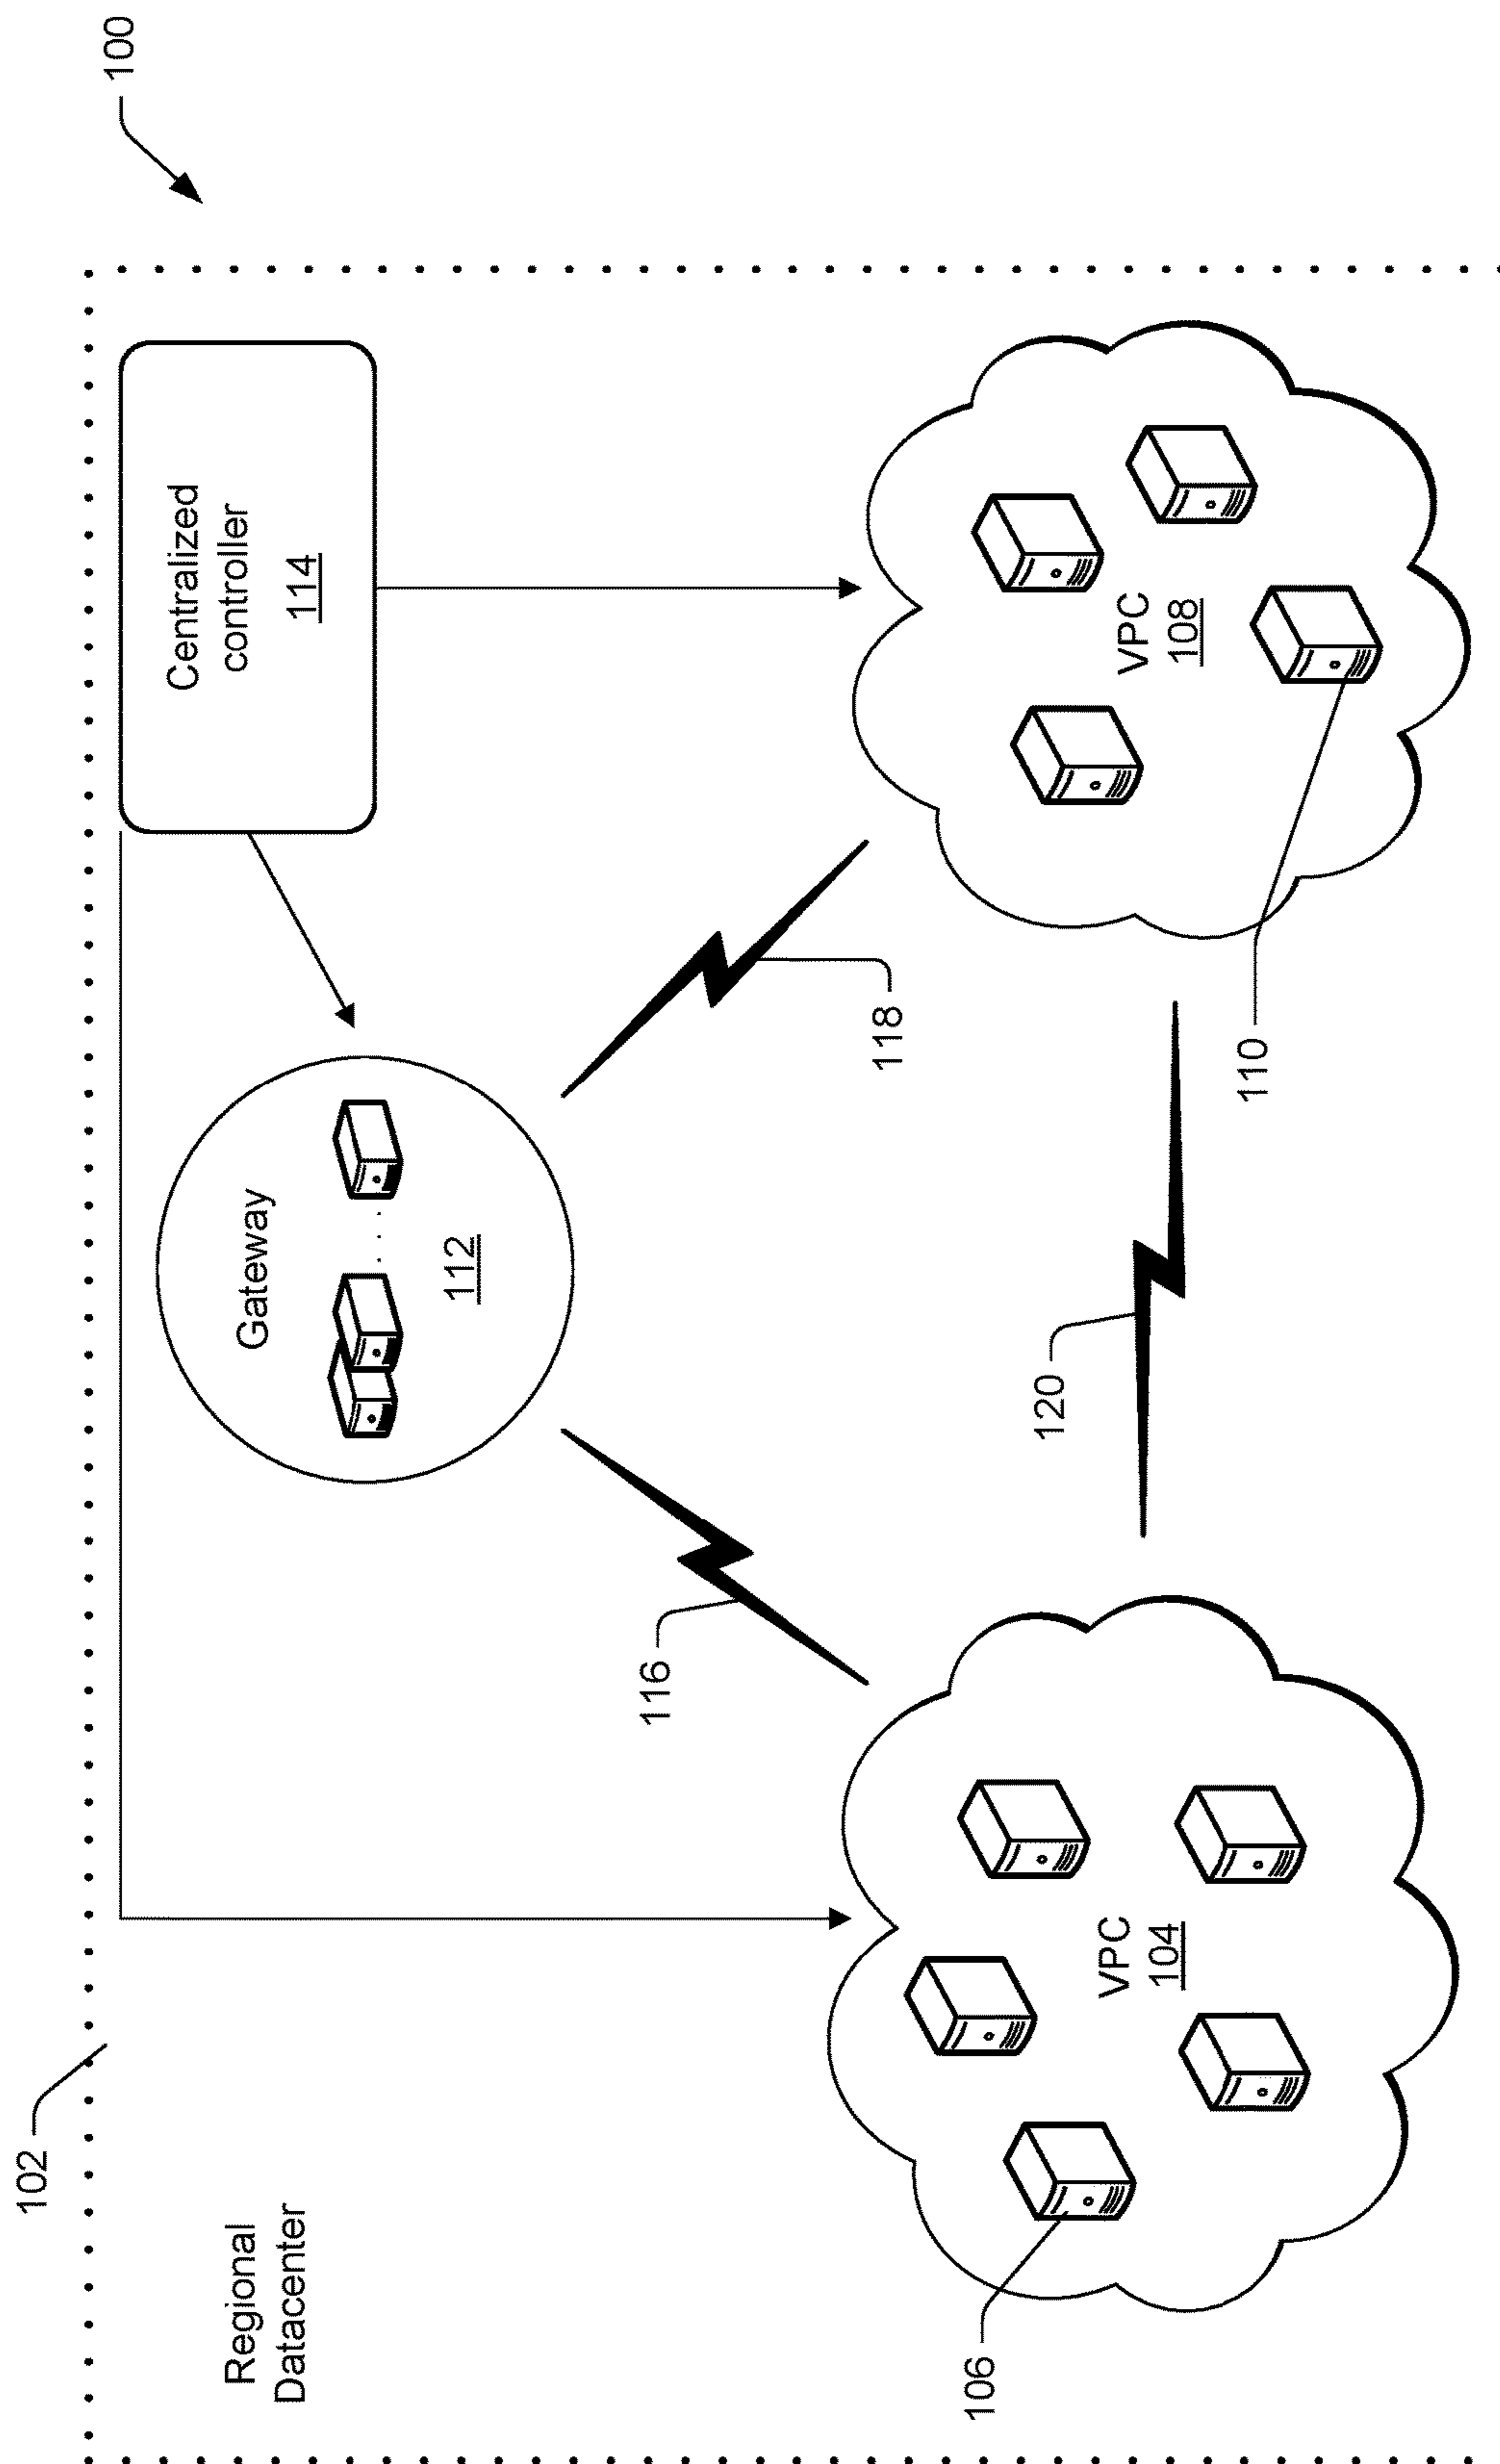 100
102
Regional
Datacenter
Centralized
controller
114
Gateway
112
116
118
120
VPC
104
106
VPC
108
110